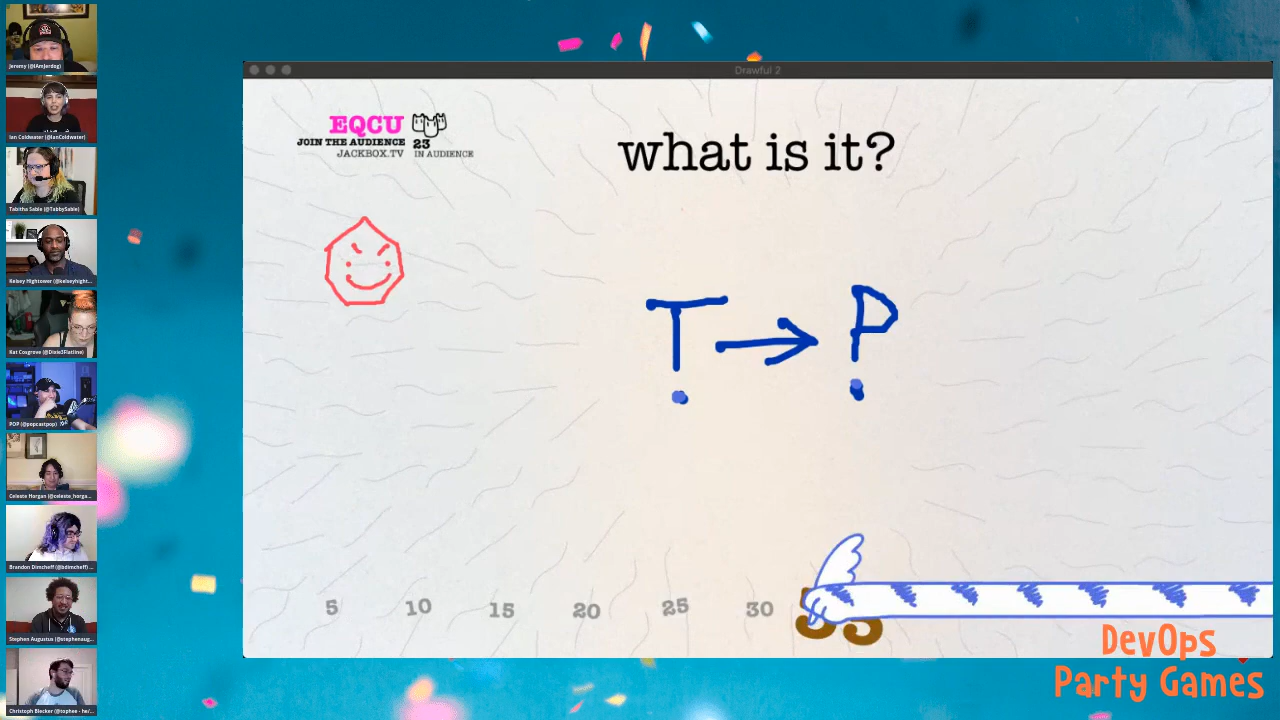 Jeremy (@IAmJerdog)
Ian Coldwater (@IanColdwater)
Tabitha Sable (@TabbySable)
Kelsey Hightower (@kelseyhight...
Kat Cosgrove (@Dixie3Flatline)
POP (@popcastpop)
Celeste Horgan (@celeste_horga...
Brandon Dimcheff (@bdimcheff) ...
Stephen Augustus (@stephenaug...
Christoph Blecker (@tophee - he/...
Drawful 2
EQCU
JOIN THE AUDIENCE 23
JACKBOX.TV IN AUDIENCE
what is it?
T → P
5 10 15 20 25 30 35
DevOps
Party Games